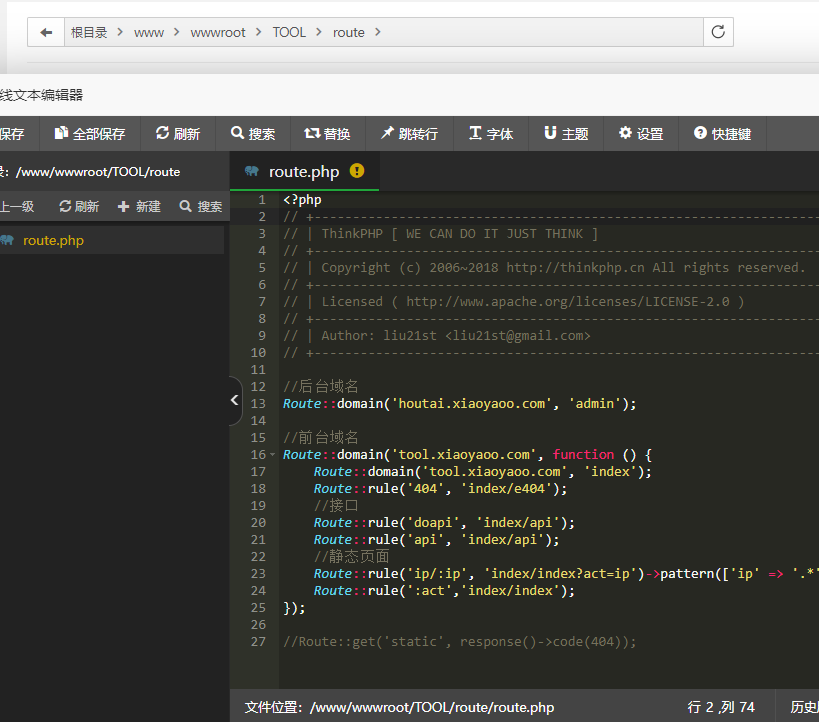 根目录 > www > wwwroot > TOOL > route >
线文本编辑器
保存 全部保存 刷新 搜索 替换 跳转行 字体 主题 设置 快捷键
: /www/wwwroot/TOOL/route
route.php
上一级 刷新 新建 搜索
route.php
1 <?php
2 // +----------------------------------------------------------------------
3 // | ThinkPHP [ WE CAN DO IT JUST THINK ]
4 // +----------------------------------------------------------------------
5 // | Copyright (c) 2006~2018 http://thinkphp.cn All rights reserved.
6 // +----------------------------------------------------------------------
7 // | Licensed ( http://www.apache.org/licenses/LICENSE-2.0 )
8 // +----------------------------------------------------------------------
9 // | Author: liu21st <liu21st@gmail.com>
10 // +----------------------------------------------------------------------
11
12 //后台域名
13 Route::domain('houtai.xiaoyaoo.com', 'admin');
14
15 //前台域名
16 Route::domain('tool.xiaoyaoo.com', function () {
17 Route::domain('tool.xiaoyaoo.com', 'index');
18 Route::rule('404', 'index/e404');
19 //接口
20 Route::rule('doapi', 'index/api');
21 Route::rule('api', 'index/api');
22 //静态页面
23 Route::rule('ip/:ip', 'index/index?act=ip')->pattern(['ip' => '.*'
24 Route::rule(':act','index/index');
25 });
26
27 //Route::get('static', response()->code(404));
文件位置: /www/wwwroot/TOOL/route/route.php 行 2 ,列 74 历史